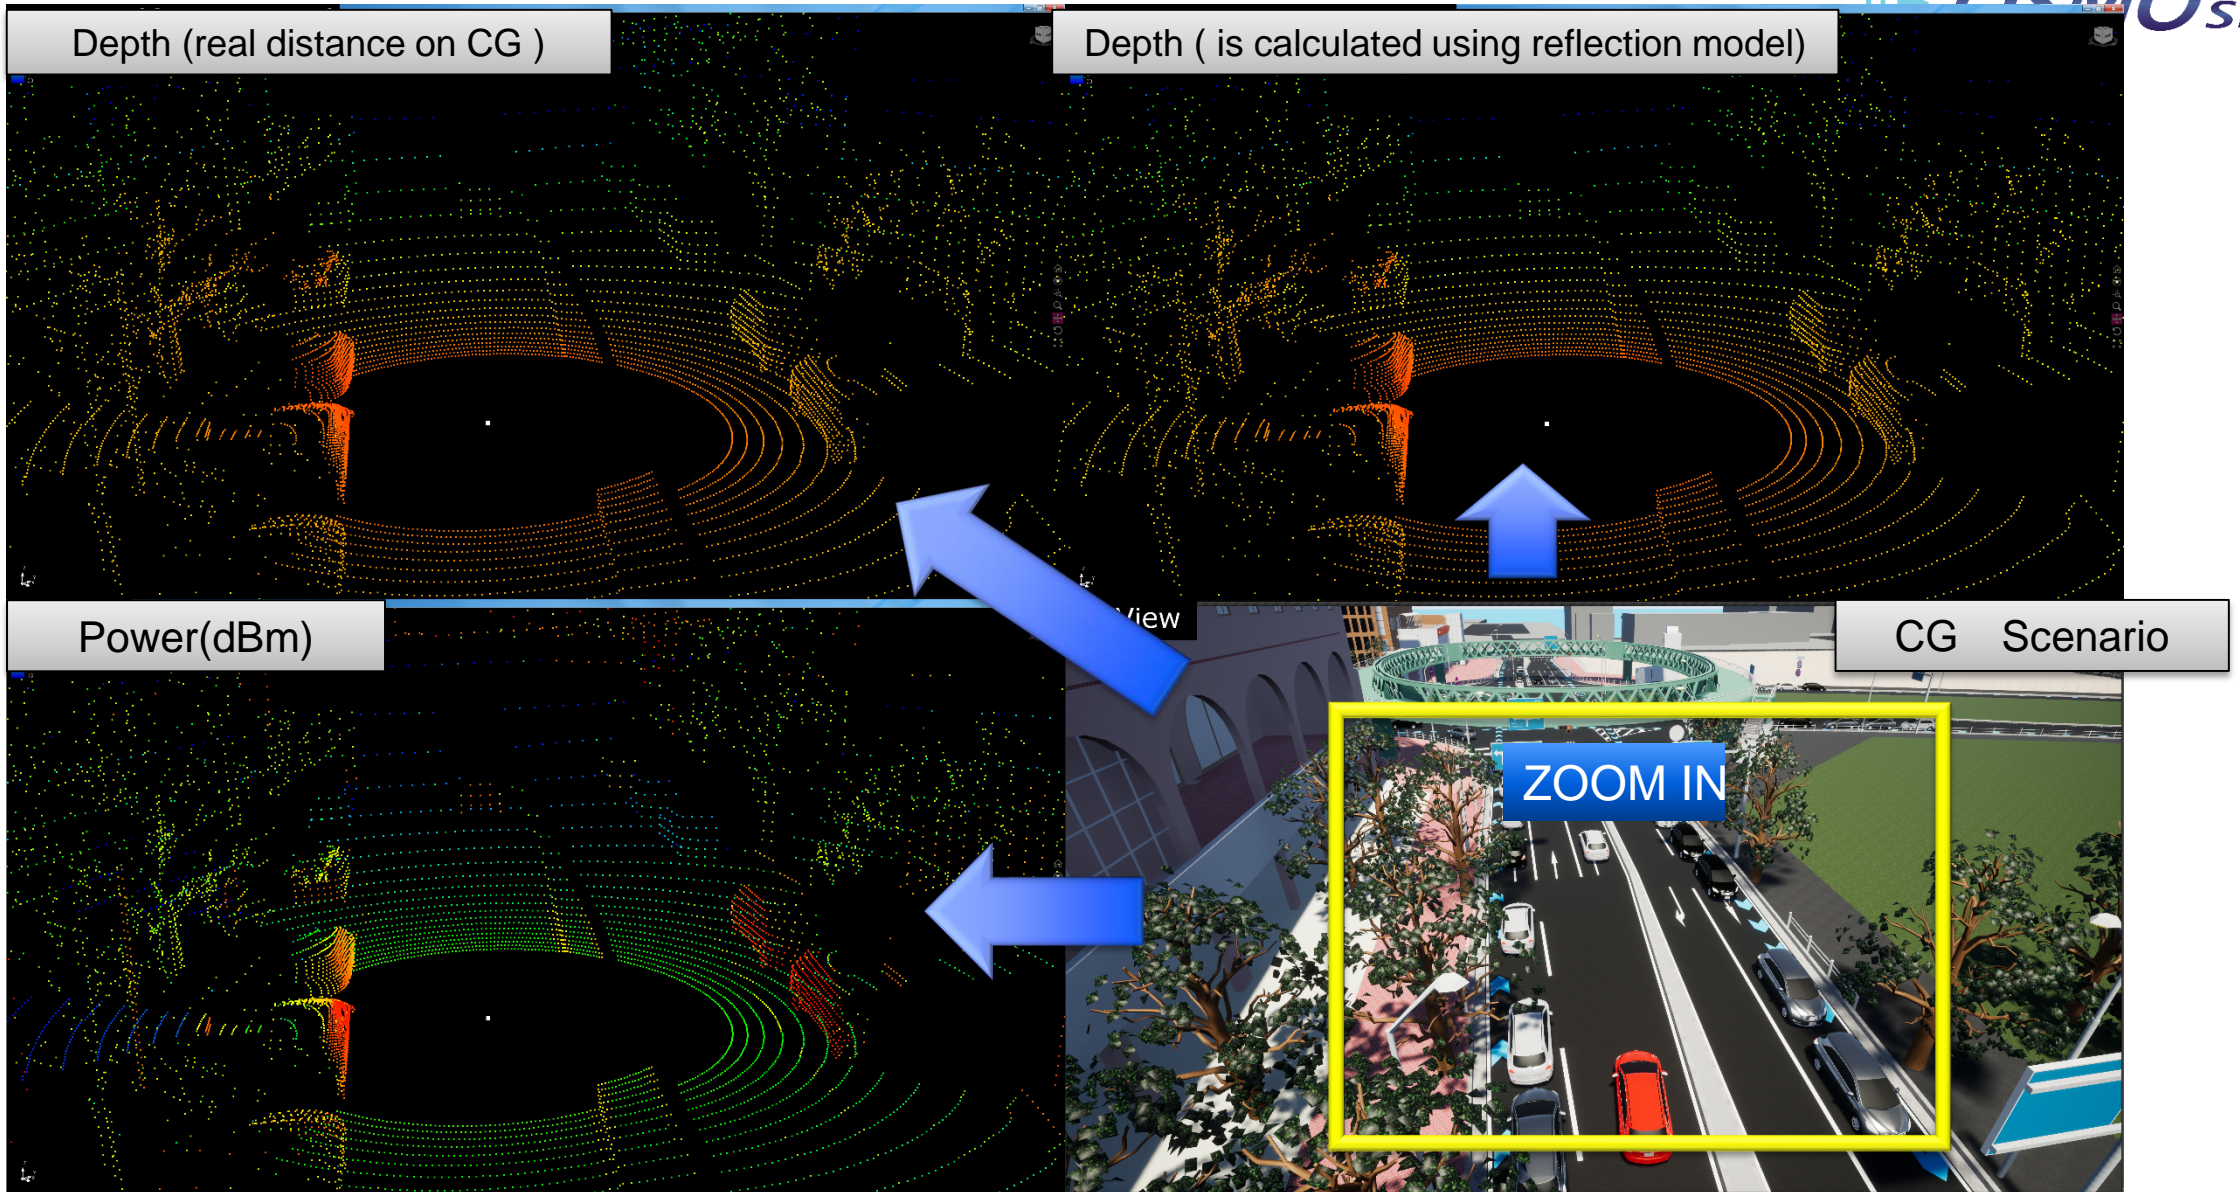 Depth (real distance on CG )
Depth ( is calculated using reflection model)
Power(dBm)
CG Scenario
ZOOM IN